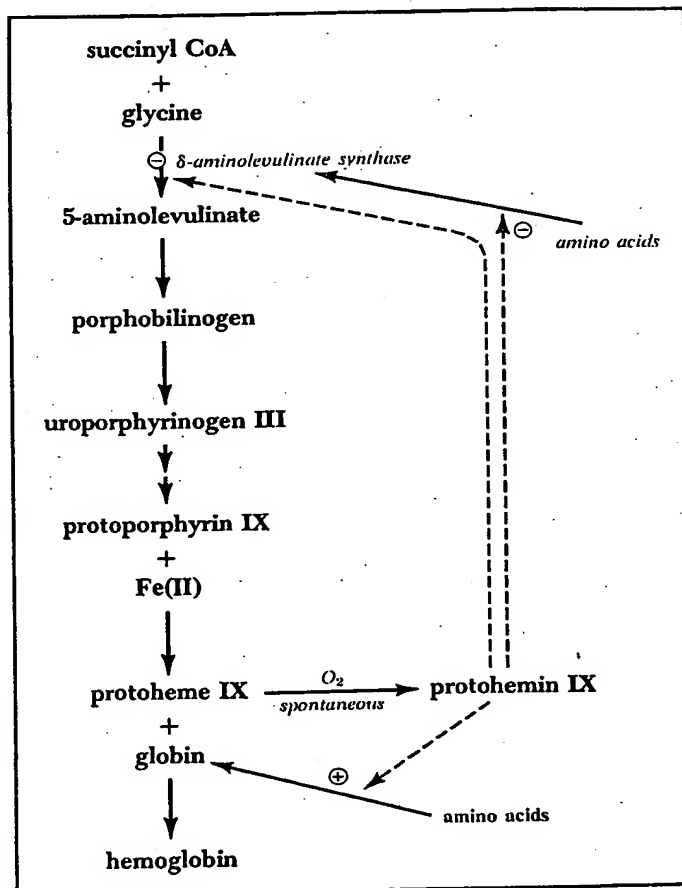 succinyl CoA
+
glycine
⊖ δ-aminolevulinate synthase
5-aminolevulinate
⊖
amino acids
porphobilinogen
uroporphyrinogen III
protoporphyrin IX
+
Fe(II)
protoheme IX
O₂
spontaneous
protohemin IX
+
globin
⊕
amino acids
hemoglobin